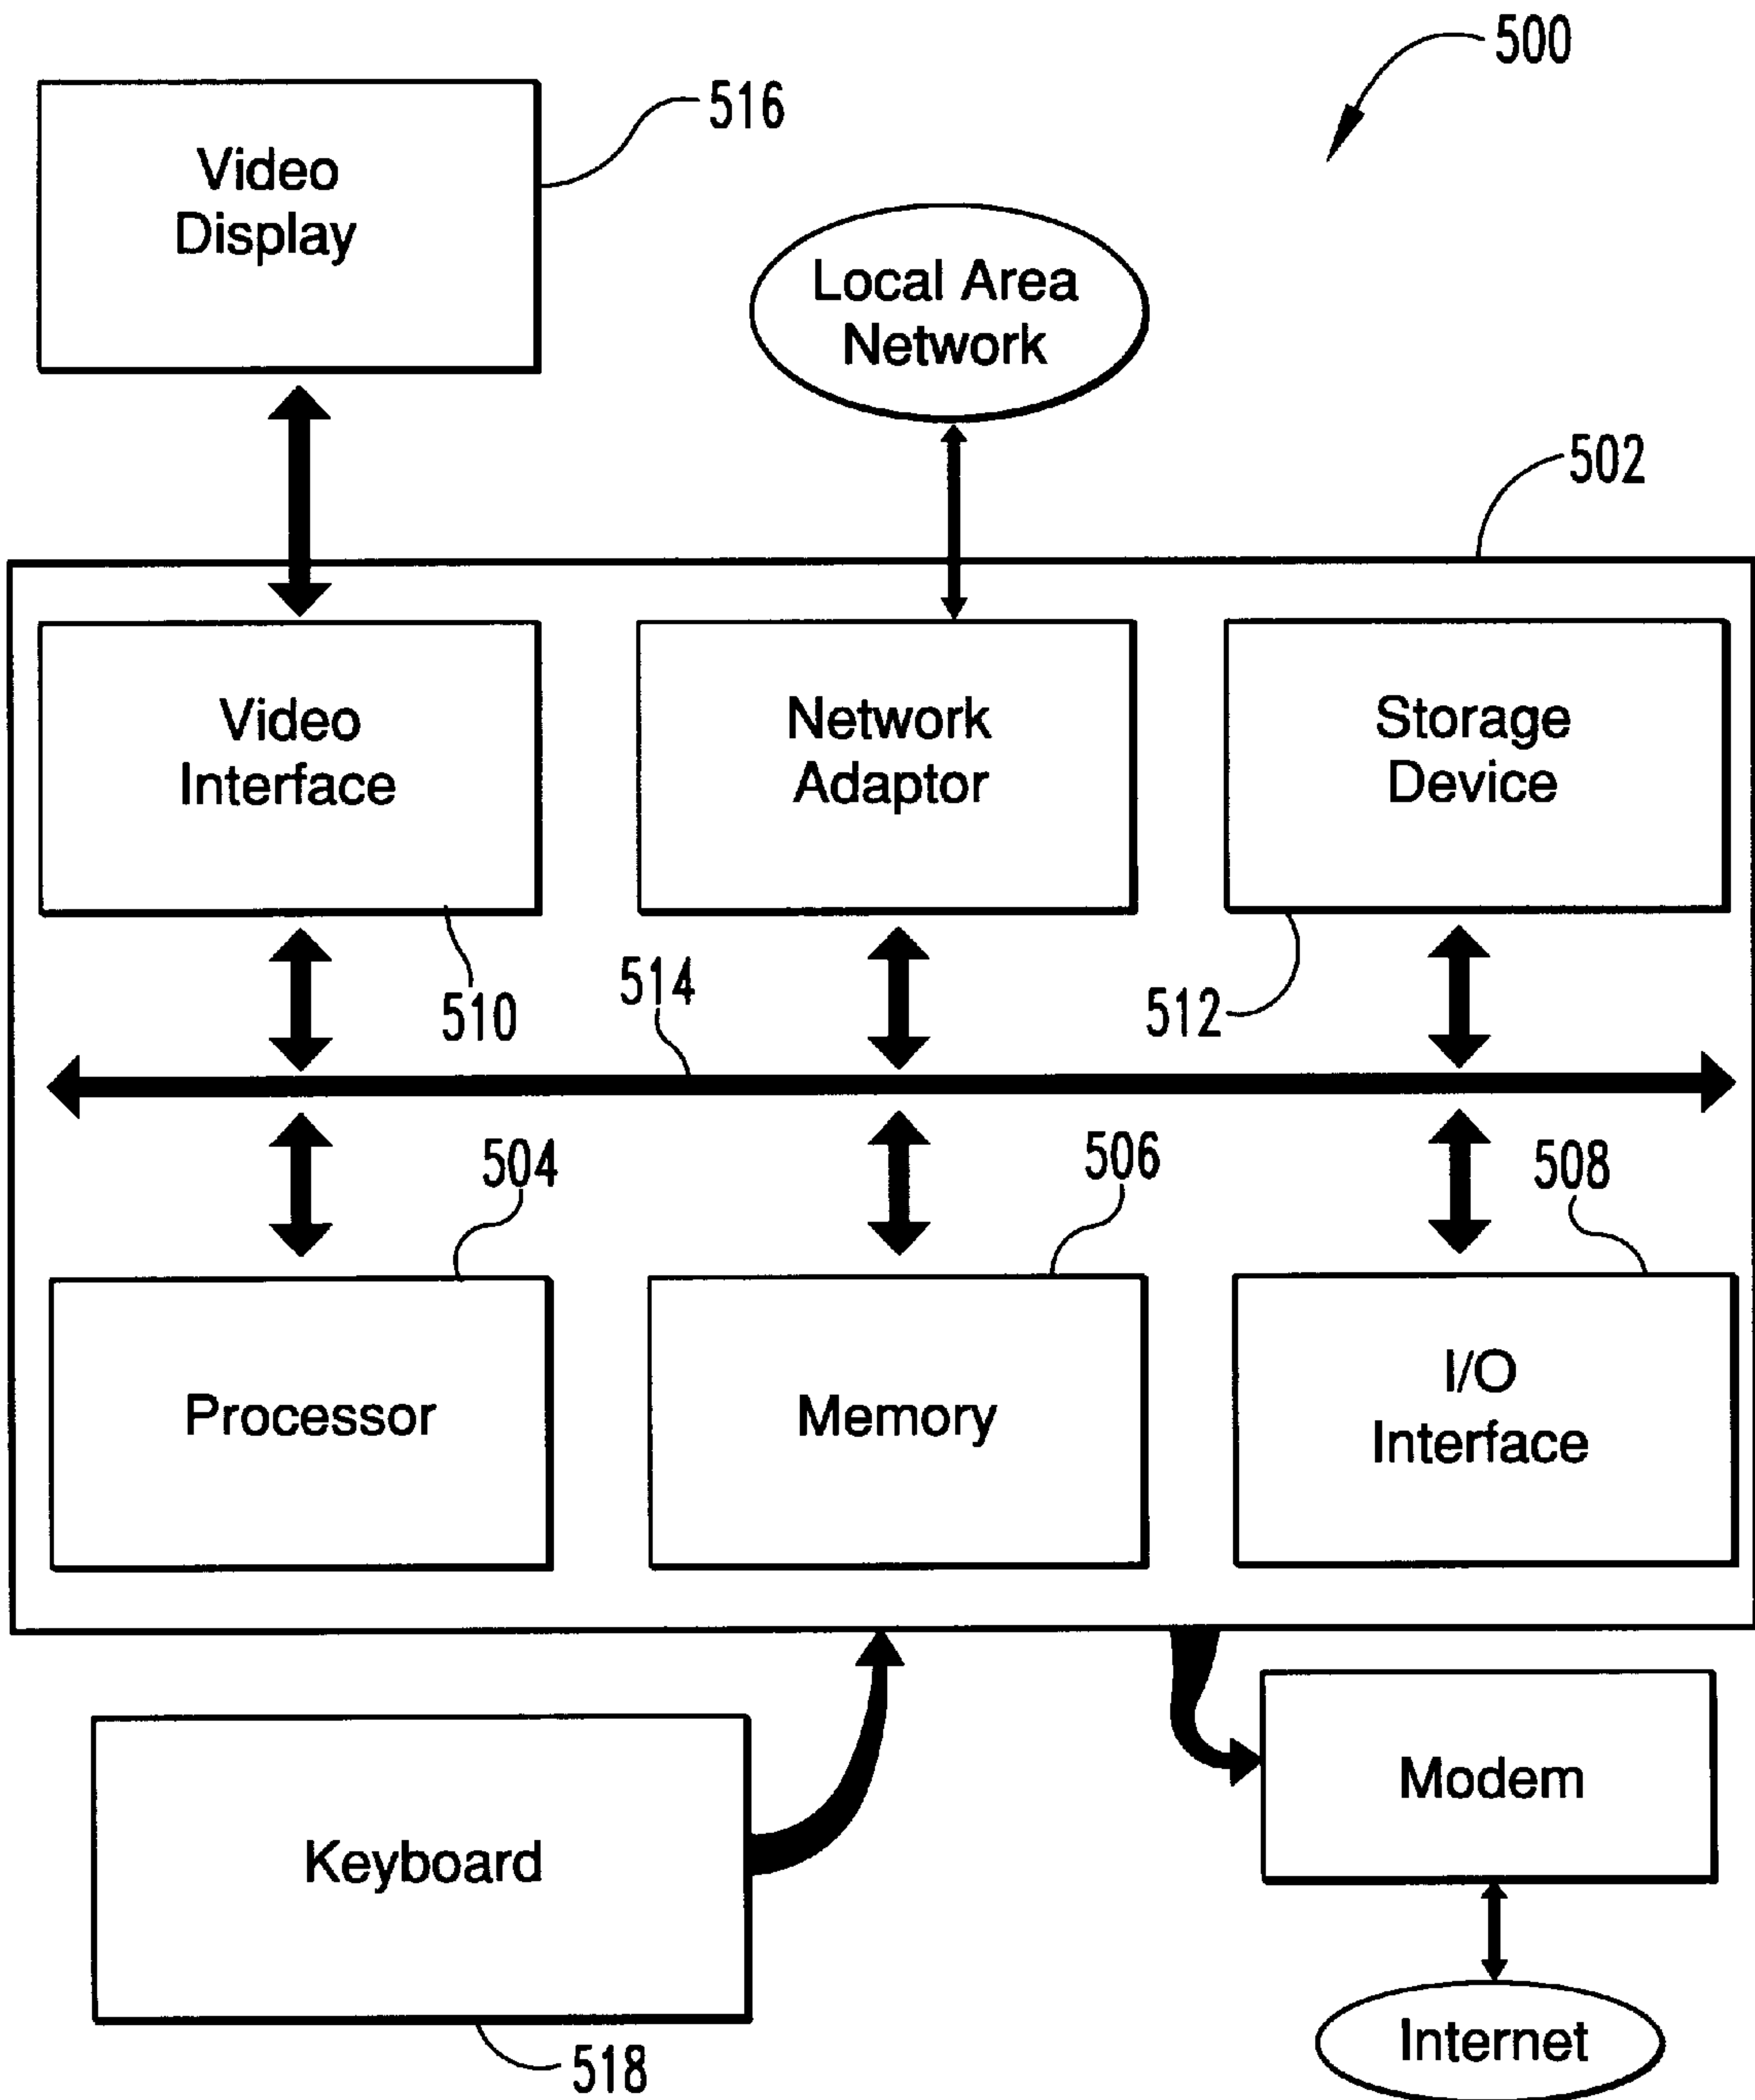 500
516
Video
Display
Local Area
Network
502
Video
Interface
Network
Adaptor
Storage
Device
510
514
512
504
506
508
Processor
Memory
I/O
Interface
Keyboard
Modem
518
Internet